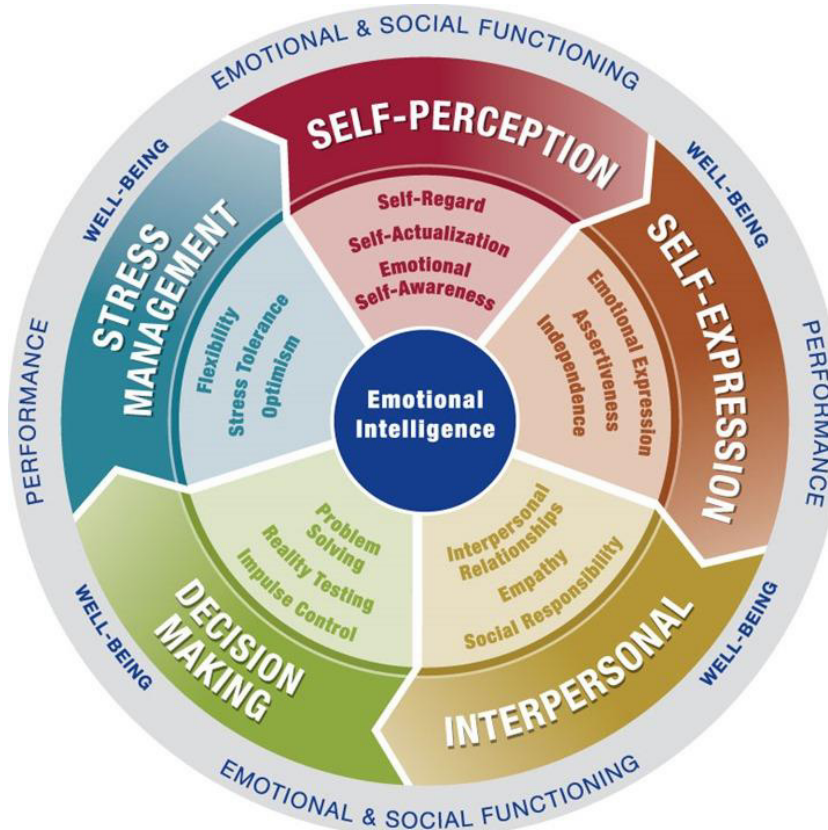 EMOTIONAL & SOCIAL FUNCTIONING
WELL-BEING
WELL-BEING
PERFORMANCE
PERFORMANCE
WELL-BEING
WELL-BEING
EMOTIONAL & SOCIAL FUNCTIONING
SELF-PERCEPTION
Self-Regard
Self-Actualization
Emotional
Self-Awareness
SELF-EXPRESSION
Emotional Expression
Assertiveness
Independence
INTERPERSONAL
Interpersonal
Relationships
Empathy
Social Responsibility
DECISION
MAKING
Problem
Solving
Reality Testing
Impulse Control
STRESS
MANAGEMENT
Flexibility
Stress Tolerance
Optimism
Emotional
Intelligence